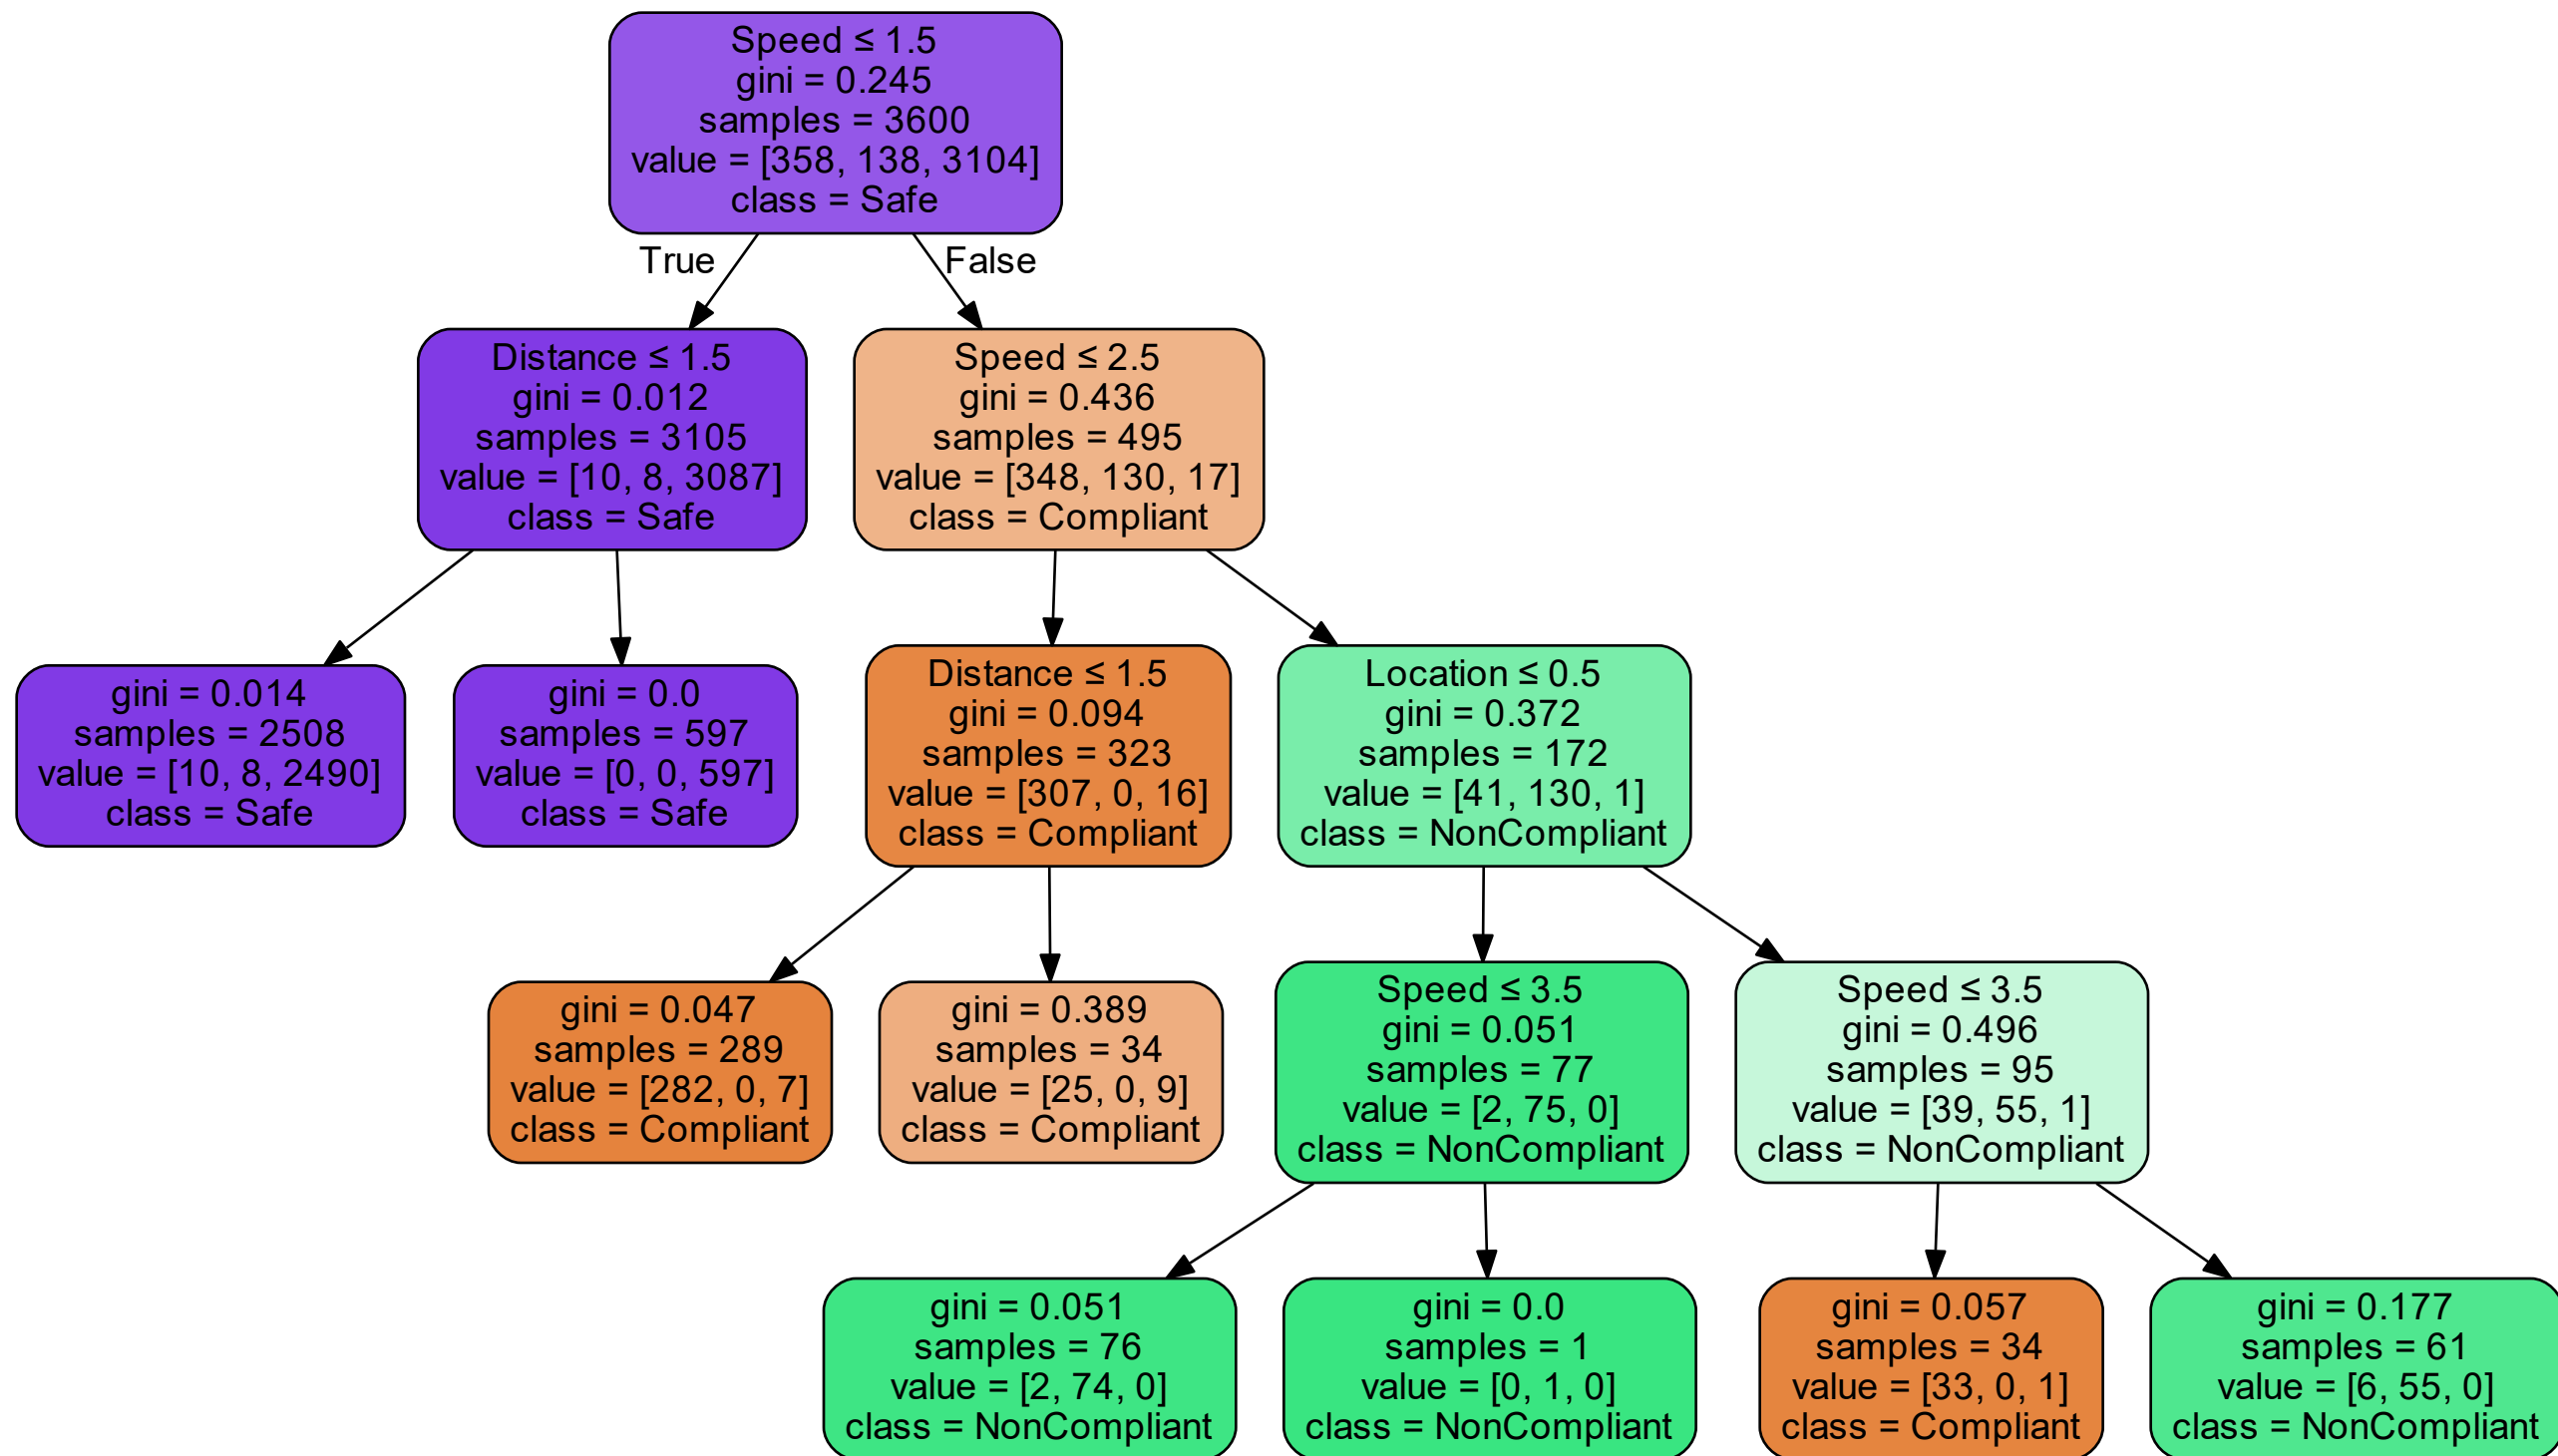 Speed ≤ 1.5
gini = 0.245
samples = 3600
value = [358, 138, 3104]
class = Safe
True
False
Distance ≤ 1.5
gini = 0.012
samples = 3105
value = [10, 8, 3087]
class = Safe
Speed ≤ 2.5
gini = 0.436
samples = 495
value = [348, 130, 17]
class = Compliant
gini = 0.014
samples = 2508
value = [10, 8, 2490]
class = Safe
gini = 0.0
samples = 597
value = [0, 0, 597]
class = Safe
Distance ≤ 1.5
gini = 0.094
samples = 323
value = [307, 0, 16]
class = Compliant
Location ≤ 0.5
gini = 0.372
samples = 172
value = [41, 130, 1]
class = NonCompliant
gini = 0.047
samples = 289
value = [282, 0, 7]
class = Compliant
gini = 0.389
samples = 34
value = [25, 0, 9]
class = Compliant
Speed ≤ 3.5
gini = 0.051
samples = 77
value = [2, 75, 0]
class = NonCompliant
Speed ≤ 3.5
gini = 0.496
samples = 95
value = [39, 55, 1]
class = NonCompliant
gini = 0.051
samples = 76
value = [2, 74, 0]
class = NonCompliant
gini = 0.0
samples = 1
value = [0, 1, 0]
class = NonCompliant
gini = 0.057
samples = 34
value = [33, 0, 1]
class = Compliant
gini = 0.177
samples = 61
value = [6, 55, 0]
class = NonCompliant